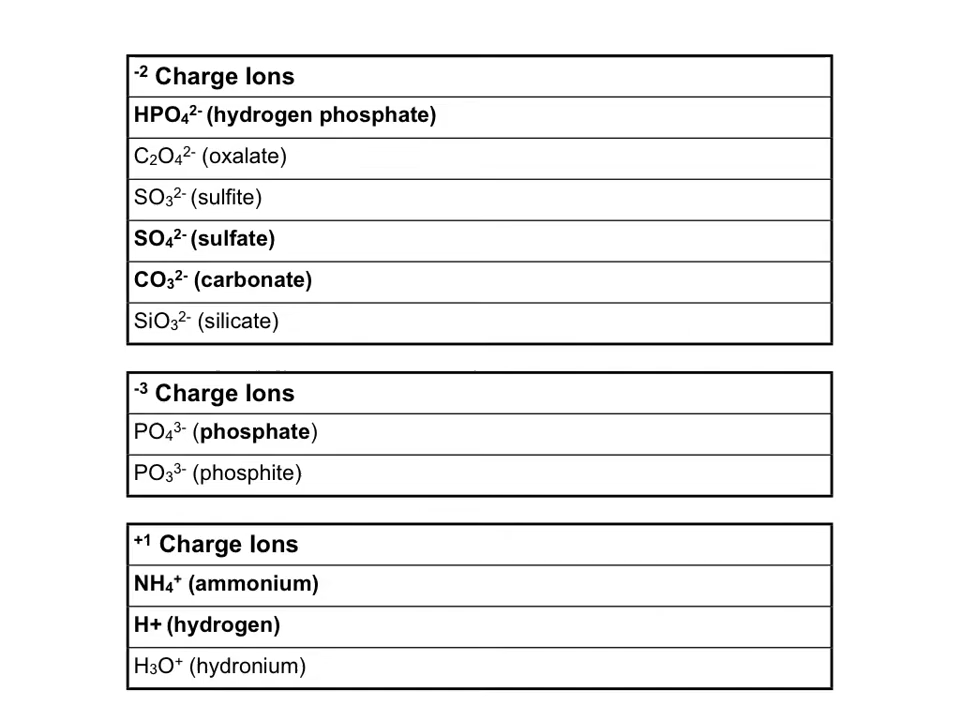 ⁻² Charge Ions
HPO₄²⁻ (hydrogen phosphate)
C₂O₄²⁻ (oxalate)
SO₃²⁻ (sulfite)
SO₄²⁻ (sulfate)
CO₃²⁻ (carbonate)
SiO₃²⁻ (silicate)
⁻³ Charge Ions
PO₄³⁻ (phosphate)
PO₃³⁻ (phosphite)
⁺¹ Charge Ions
NH₄⁺ (ammonium)
H+ (hydrogen)
H₃O⁺ (hydronium)